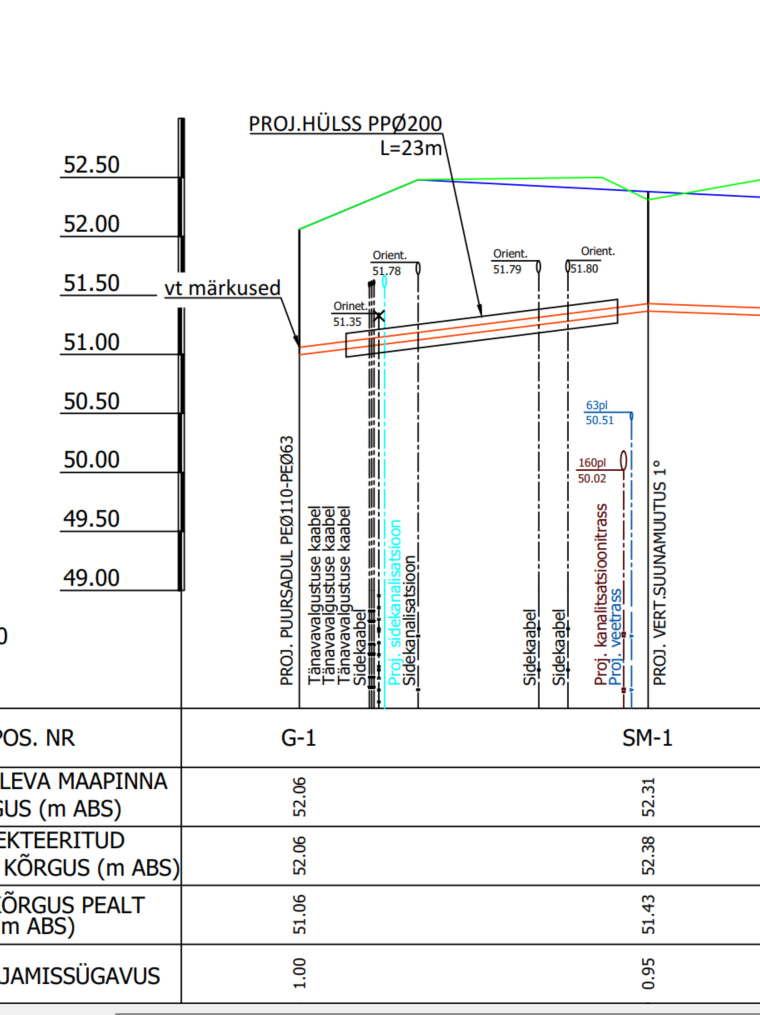 PROJ.HÜLSS PPØ200
L=23m
52.50
52.00
51.50
51.00
50.50
50.00
49.50
49.00
vt märkused
Orinet
51.35
Orient.
51.78
Orient.
51.79
Orient.
51.80
63pl
50.51
160pl
50.02
PROJ. PUURSADUL PEØ110-PEØ63
Tänavavalgustuse kaabel
Tänavavalgustuse kaabel
Tänavavalgustuse kaabel
Sidekaabel
Proj. sidekanalisatsioon
Sidekanalisatsioon
Sidekaabel
Sidekaabel
Proj. kanalitsatsioonitrass
Proj. veetrass
PROJ. VERT.SUUNAMUUTUS 1°
0
POS. NR G-1 SM-1
LEVA MAAPINNA
GUS (m ABS) 52.06 52.31
EKTEERITUD
KÕRGUS (m ABS) 52.06 52.38
KÕRGUS PEALT
m ABS) 51.06 51.43
JAMISSÜGAVUS 1.00 0.95